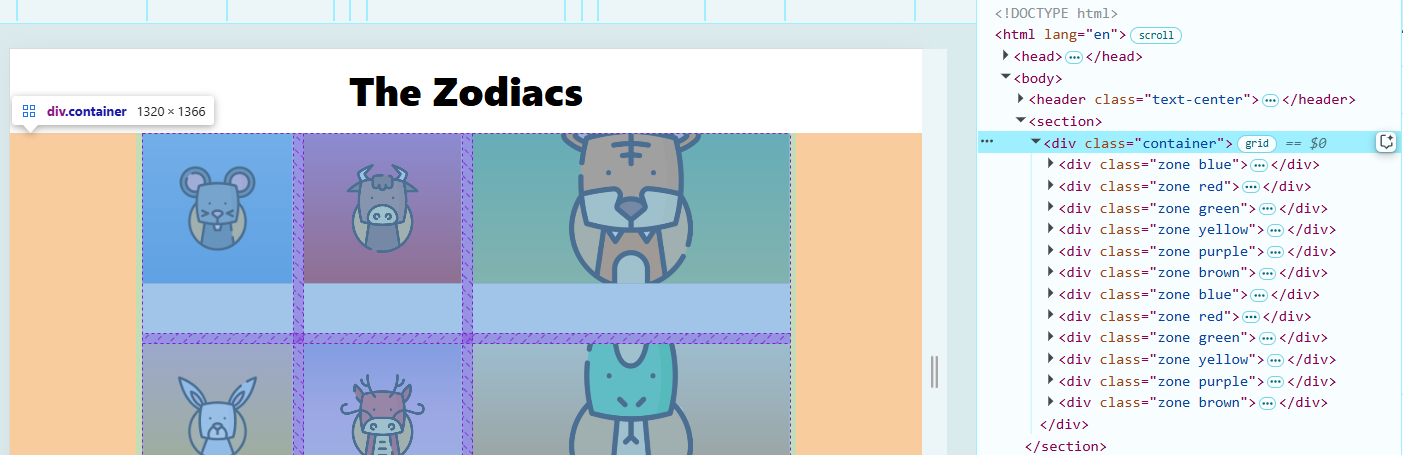 The Zodiacs
div.container 1320 × 1366
<!DOCTYPE html>
<html lang="en"> scroll
<head> ••• </head>
<body>
<header class="text-center"> ••• </header>
<section>
••• <div class="container"> grid == $0
<div class="zone blue"> ••• </div>
<div class="zone red"> ••• </div>
<div class="zone green"> ••• </div>
<div class="zone yellow"> ••• </div>
<div class="zone purple"> ••• </div>
<div class="zone brown"> ••• </div>
<div class="zone blue"> ••• </div>
<div class="zone red"> ••• </div>
<div class="zone green"> ••• </div>
<div class="zone yellow"> ••• </div>
<div class="zone purple"> ••• </div>
<div class="zone brown"> ••• </div>
</div>
</section>